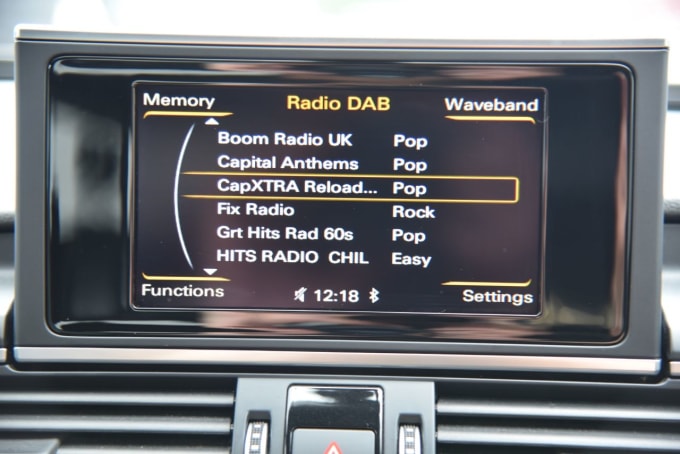 Memory Radio DAB Waveband
Boom Radio UK Pop
Capital Anthems Pop
CapXTRA Reload... Pop
Fix Radio Rock
Grt Hits Rad 60s Pop
HITS RADIO CHIL Easy
Functions 12:18 Settings